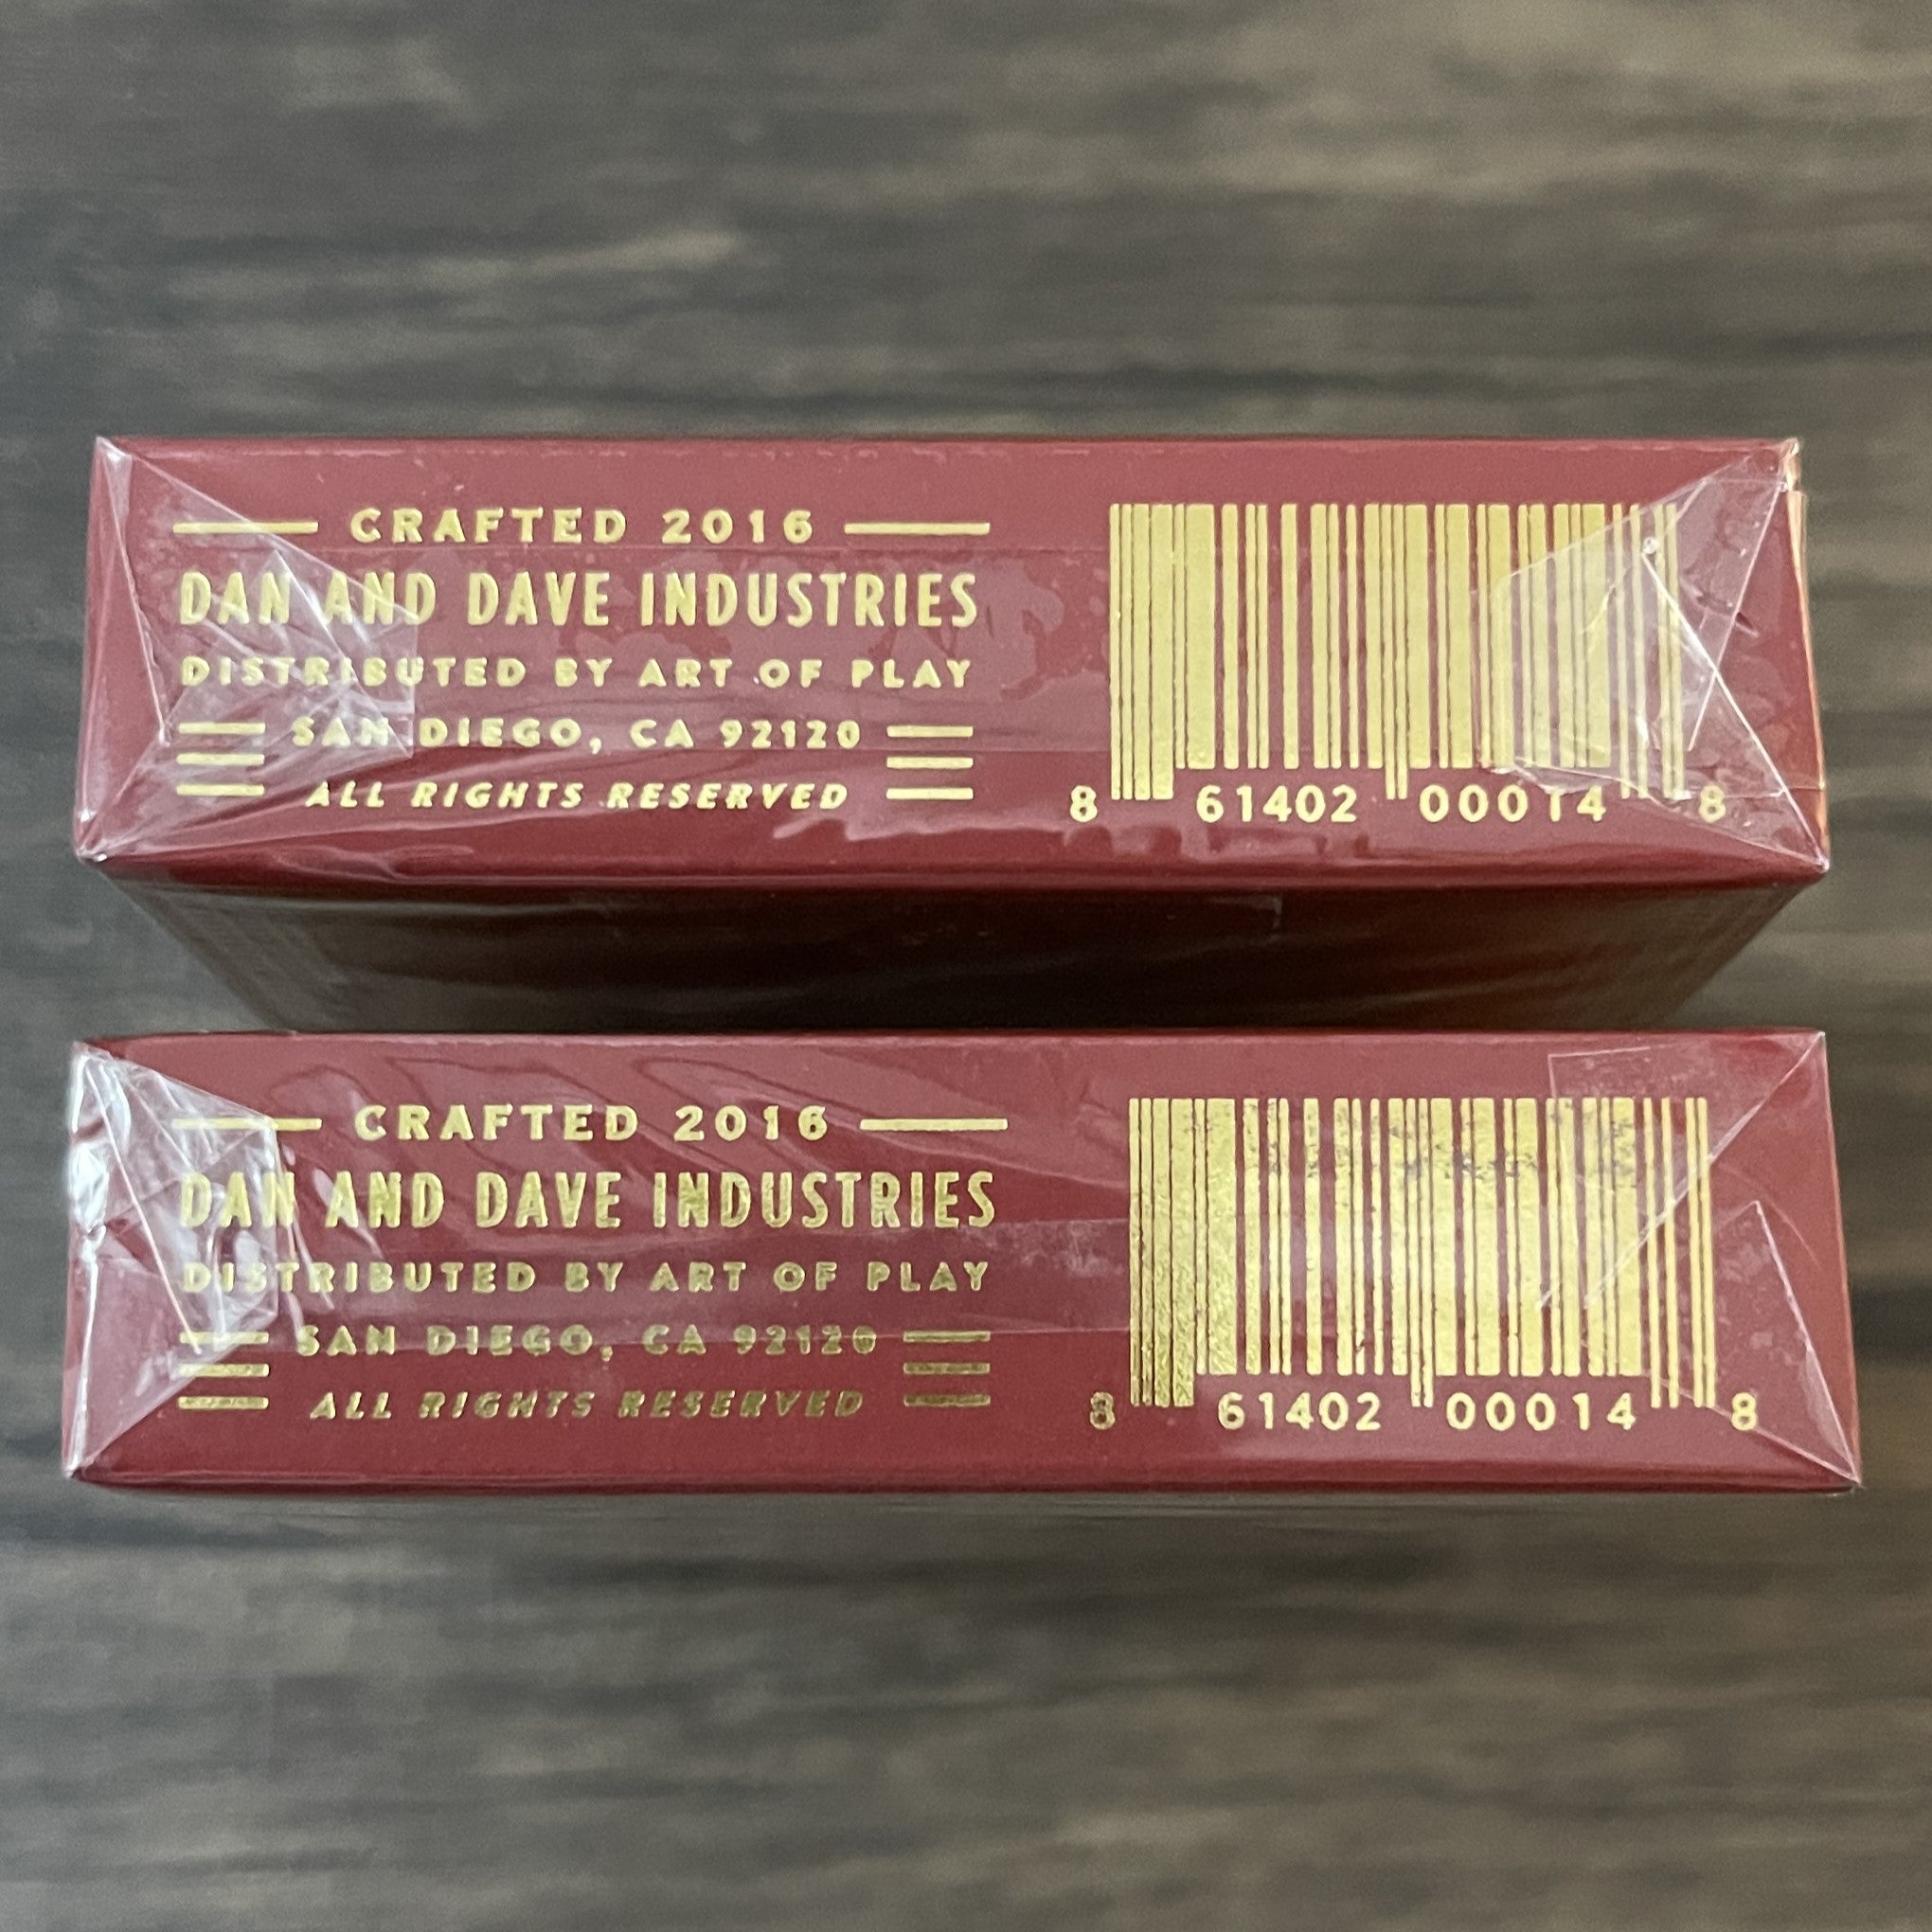 CRAFTED 2016
DAN AND DAVE INDUSTRIES
DISTRIBUTED BY ART OF PLAY
SAN DIEGO, CA 92120
ALL RIGHTS RESERVED
8 61402 00014 8
CRAFTED 2016
DAN AND DAVE INDUSTRIES
DISTRIBUTED BY ART OF PLAY
SAN DIEGO, CA 92120
ALL RIGHTS RESERVED
8 61402 00014 8